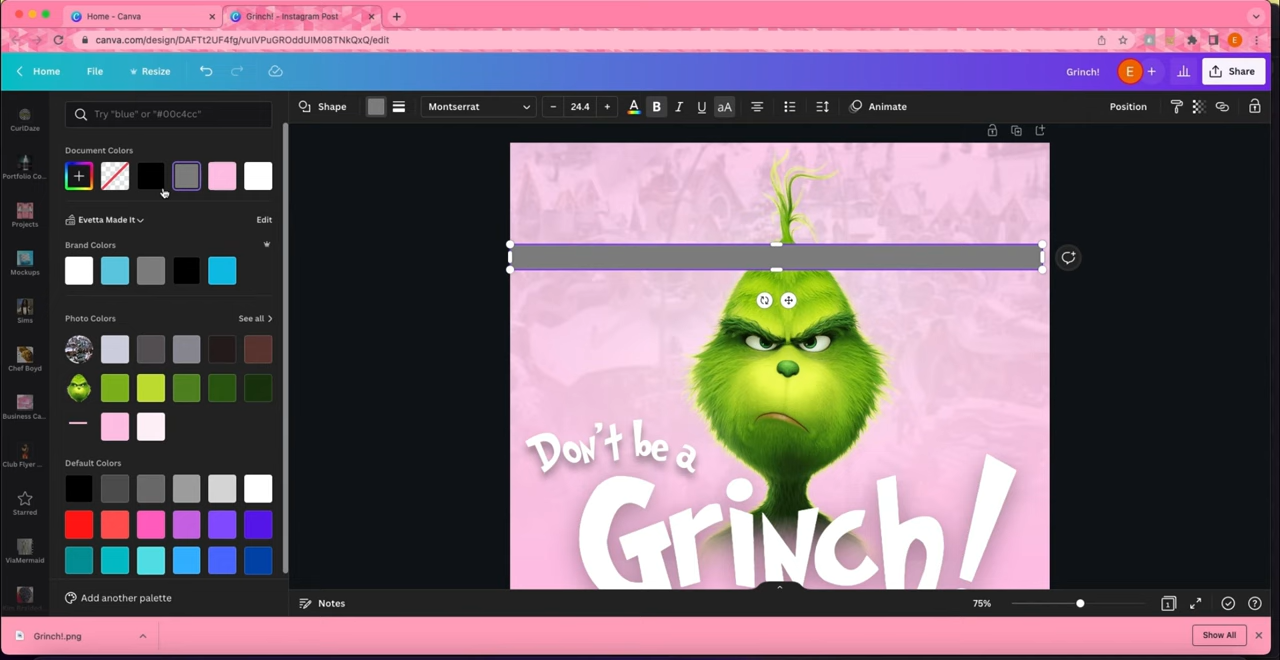 Home - Canva
Grinch! - Instagram Post
canva.com/design/DAFTt2UF4fg/vuIVPuGROddUIM08TNkQxQ/edit
E
Home
File
Resize
Grinch!
E
Share
Try "blue" or "#00c4cc"
Shape
Montserrat
24.4
A
B
I
U
aA
Animate
Position
CurlDaze
Portfolio Co...
Projects
Mockups
Sims
Chef Boyd
Business Ca...
Club Flyer ...
Starred
ViaMermaid
Document Colors
Evetta Made It
Edit
Brand Colors
Photo Colors
See all
Default Colors
Add another palette
Don't be a
Grinch!
Notes
75%
1
Grinch!.png
Show All